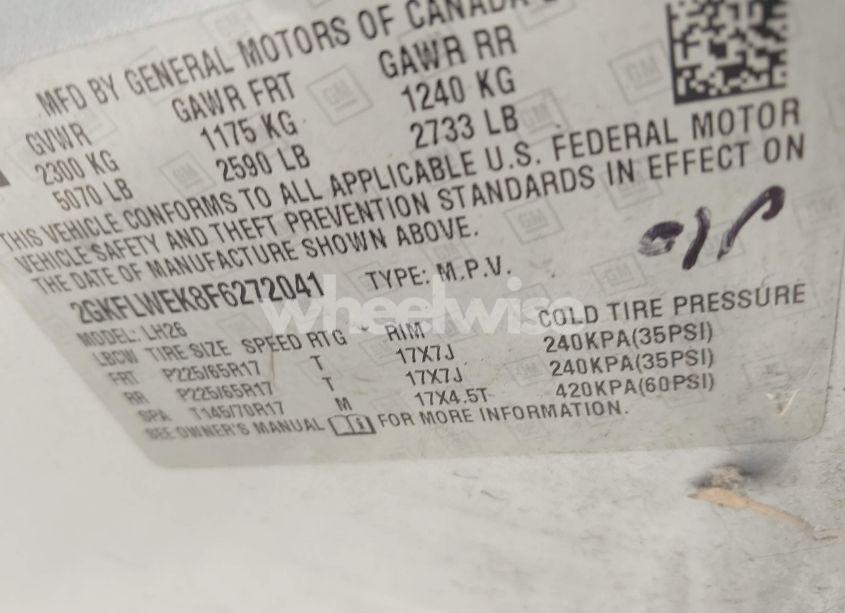 MFD BY GENERAL MOTORS OF CANADA
GVWR GAWR FRT GAWR RR
2300 KG 1175 KG 1240 KG
5070 LB 2590 LB 2733 LB
THIS VEHICLE CONFORMS TO ALL APPLICABLE U.S. FEDERAL MOTOR
VEHICLE SAFETY AND THEFT PREVENTION STANDARDS IN EFFECT ON
THE DATE OF MANUFACTURE SHOWN ABOVE.
2GKFLWEK8F6272041 TYPE: M.P.V.
wheelwise
MODEL: LH26
LBCW TIRE SIZE SPEED RTG RIM COLD TIRE PRESSURE
FRT P225/65R17 T 17X7J 240KPA(35PSI)
RR P225/65R17 T 17X7J 240KPA(35PSI)
SPA T145/70R17 M 17X4.5T 420KPA(60PSI)
SEE OWNER'S MANUAL FOR MORE INFORMATION.